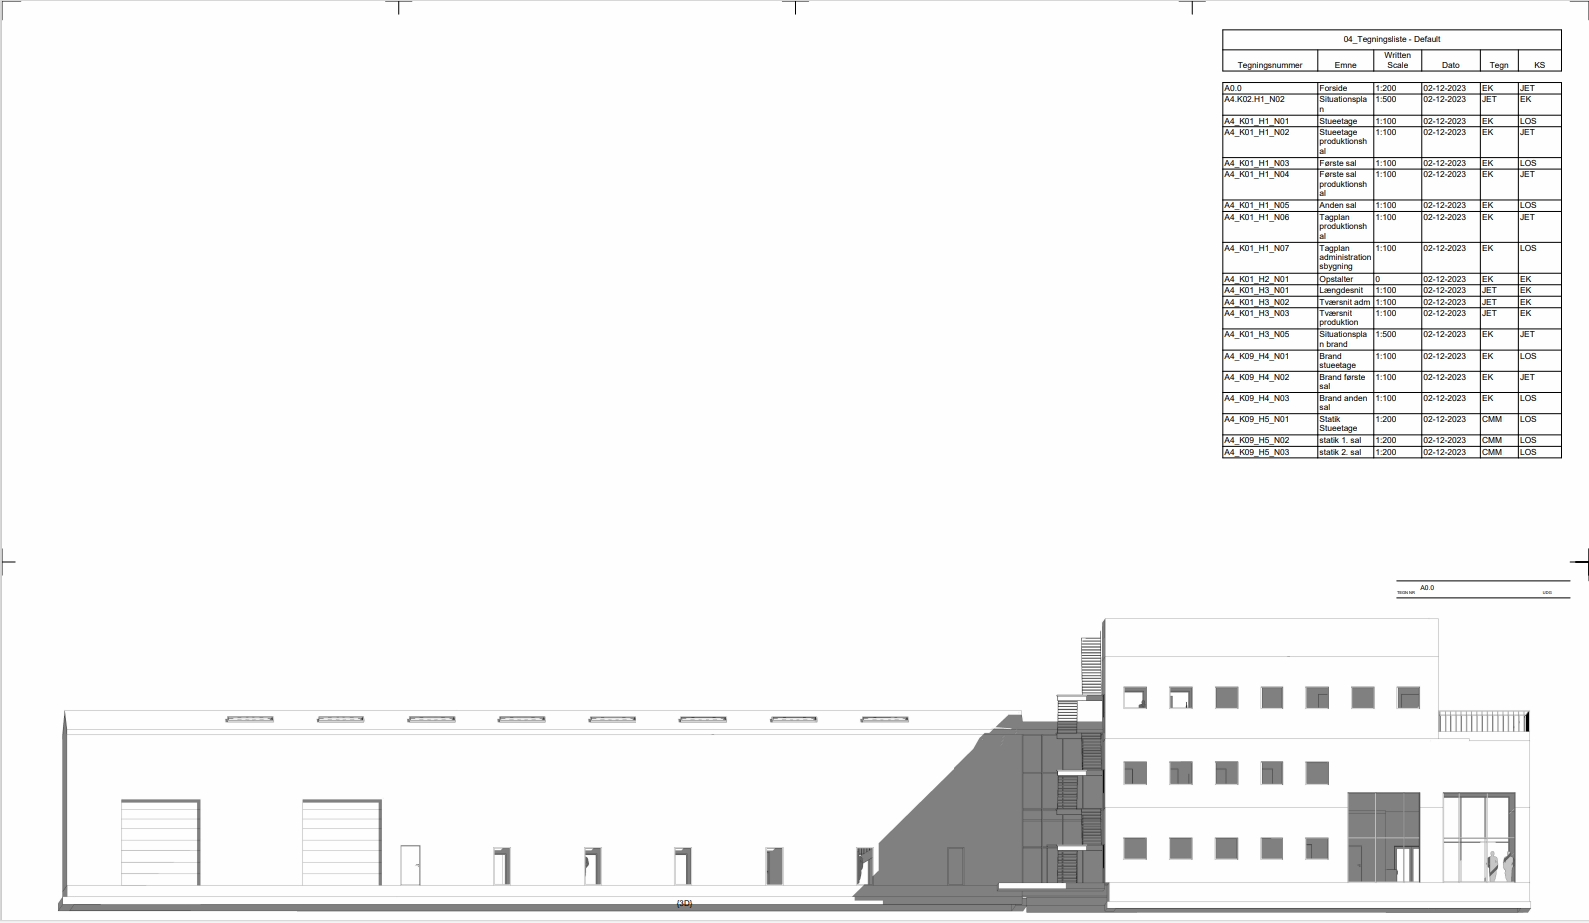 04_Tegningsliste - Default
Tegningsnummer Emne Written Scale Dato Tegn KS
A0.0 Forside 1:200 02-12-2023 EK JET
A4.K02.H1_N02 Situationspla 1:500 02-12-2023 JET EK
n
A4_K01_H1_N01 Stueetage 1:100 02-12-2023 EK LOS
A4_K01_H1_N02 Stueetage 1:100 02-12-2023 EK JET
produktionsh
al
A4_K01_H1_N03 Første sal 1:100 02-12-2023 EK LOS
A4_K01_H1_N04 Første sal 1:100 02-12-2023 EK JET
produktionsh
al
A4_K01_H1_N05 Anden sal 1:100 02-12-2023 EK LOS
A4_K01_H1_N06 Tagplan 1:100 02-12-2023 EK JET
produktionsh
al
A4_K01_H1_N07 Tagplan 1:100 02-12-2023 EK LOS
administration
sbygning
A4_K01_H2_N01 Opstalter 0 02-12-2023 EK EK
A4_K01_H3_N01 Længdesnit 1:100 02-12-2023 JET EK
A4_K01_H3_N02 Tværsnit adm 1:100 02-12-2023 JET EK
A4_K01_H3_N03 Tværsnit 1:100 02-12-2023 JET EK
produktion
A4_K01_H3_N05 Situationspla 1:500 02-12-2023 EK JET
n brand
A4_K09_H4_N01 Brand 1:100 02-12-2023 EK LOS
stueetage
A4_K09_H4_N02 Brand første 1:100 02-12-2023 EK JET
sal
A4_K09_H4_N03 Brand anden 1:100 02-12-2023 EK LOS
sal
A4_K09_H5_N01 Statik 1:200 02-12-2023 CMM LOS
Stueetage
A4_K09_H5_N02 statik 1. sal 1:200 02-12-2023 CMM LOS
A4_K09_H5_N03 statik 2. sal 1:200 02-12-2023 CMM LOS
TEGN NR A0.0 UDG
{3D}